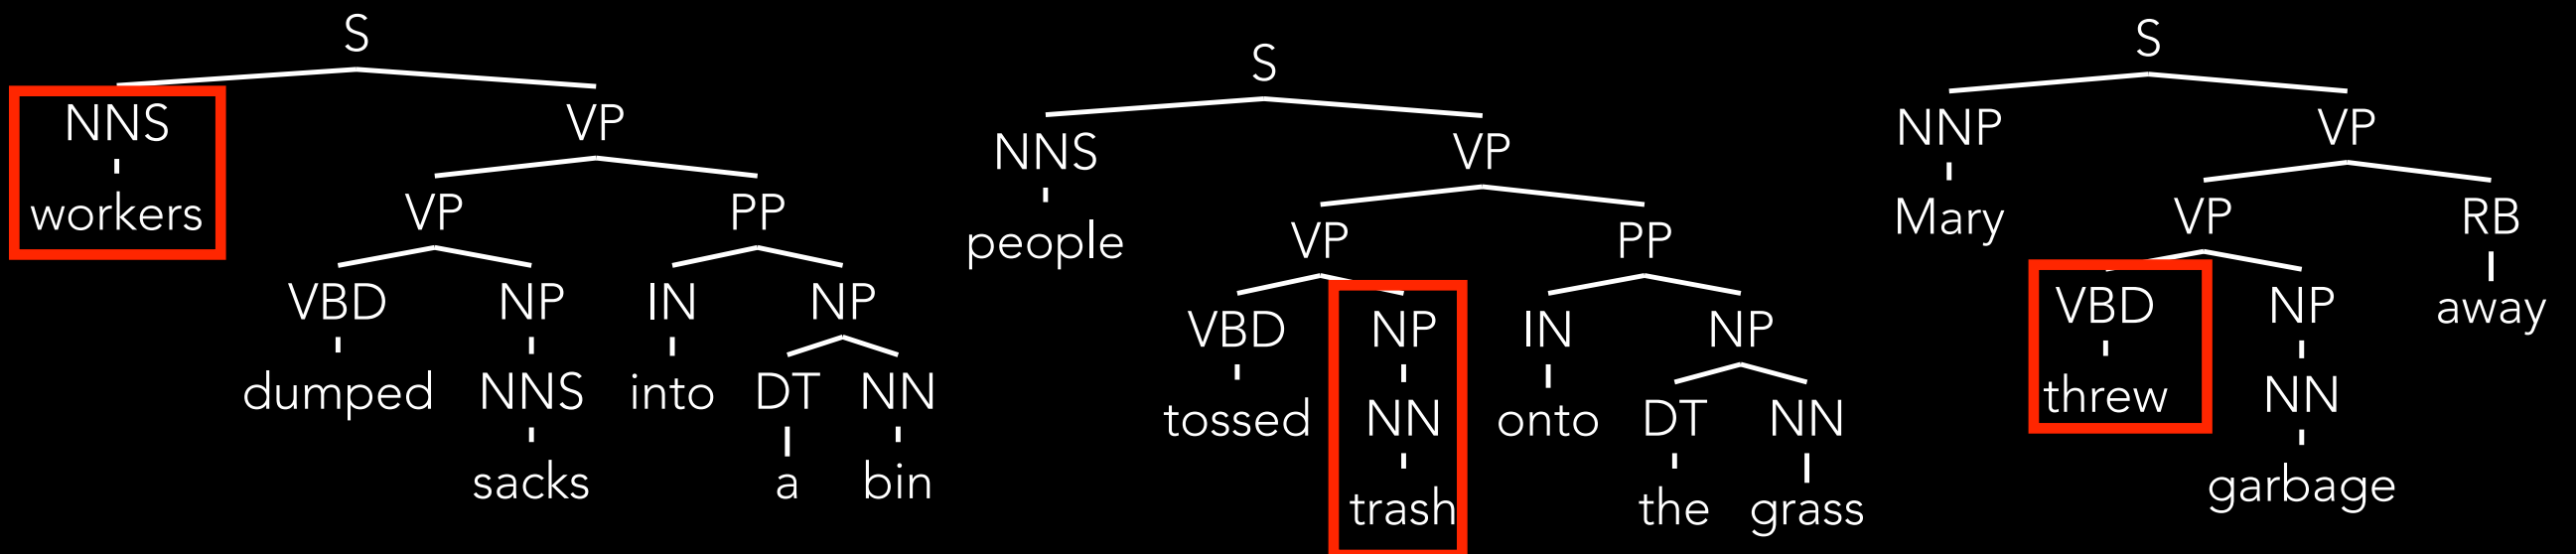 S
NNS VP
workers VP PP
VBD NP IN NP
dumped NNS into DT NN
sacks a bin
S
NNS VP
people VP PP
VBD NP IN NP
tossed NN onto DT NN
trash the grass
S
NNP VP
Mary VP RB
VBD NP away
threw NN
garbage